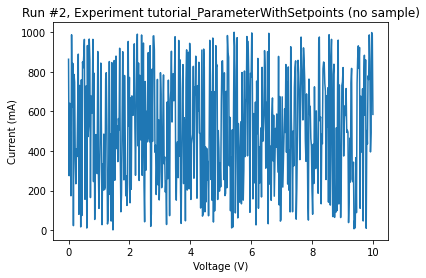 Run #2, Experiment tutorial_ParameterWithSetpoints (no sample)
1000
800
600
400
200
0
Current (mA)
0 2 4 6 8 10
Voltage (V)